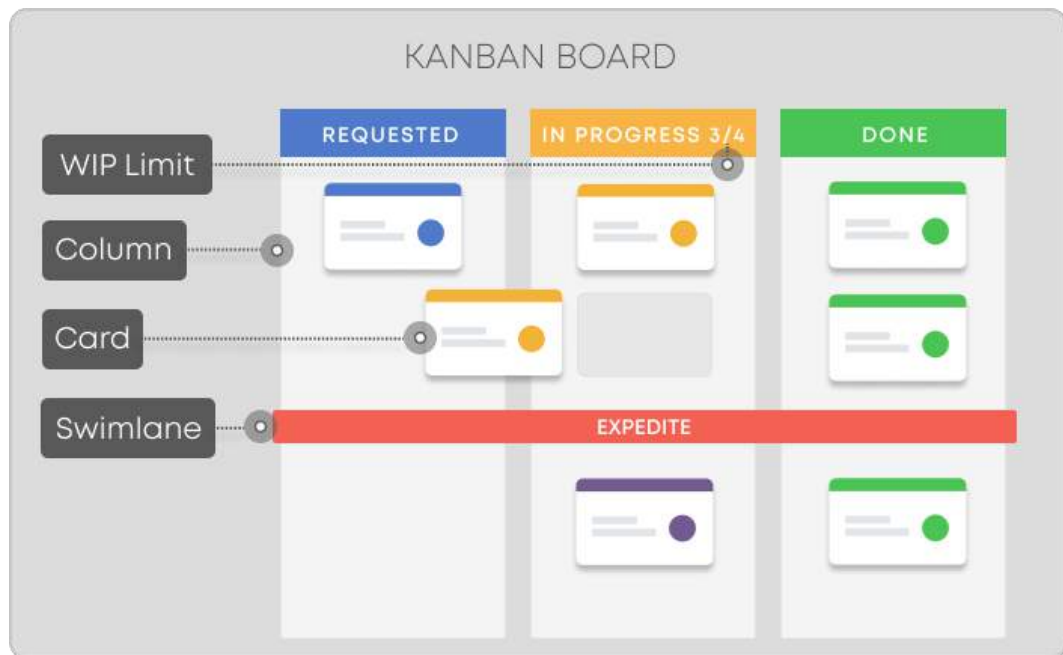 KANBAN BOARD
REQUESTED
IN PROGRESS 3/4
DONE
WIP Limit
Column
Card
Swimlane
EXPEDITE